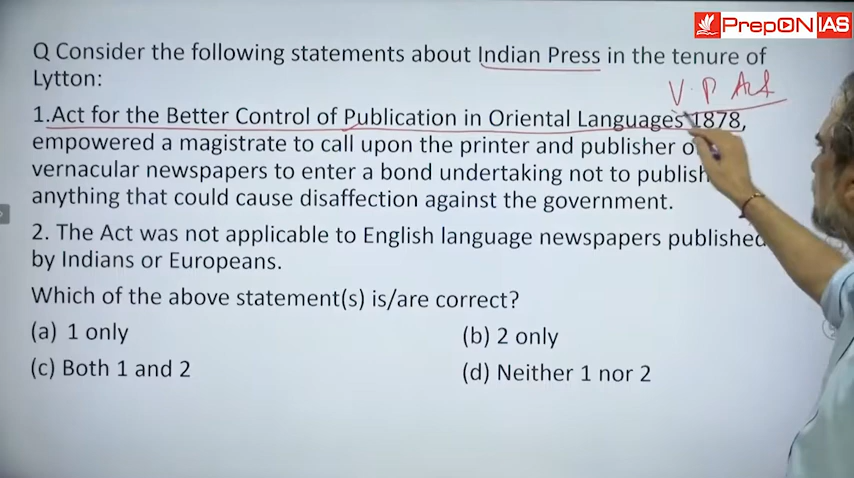 PrepON IAS
Q Consider the following statements about Indian Press in the tenure of
Lytton:
V. P Act
1.Act for the Better Control of Publication in Oriental Languages 1878,
empowered a magistrate to call upon the printer and publisher
vernacular newspapers to enter a bond undertaking not to publish
anything that could cause disaffection against the government.
2. The Act was not applicable to English language newspapers published
by Indians or Europeans.
Which of the above statement(s) is/are correct?
(a) 1 only
(b) 2 only
(c) Both 1 and 2
(d) Neither 1 nor 2